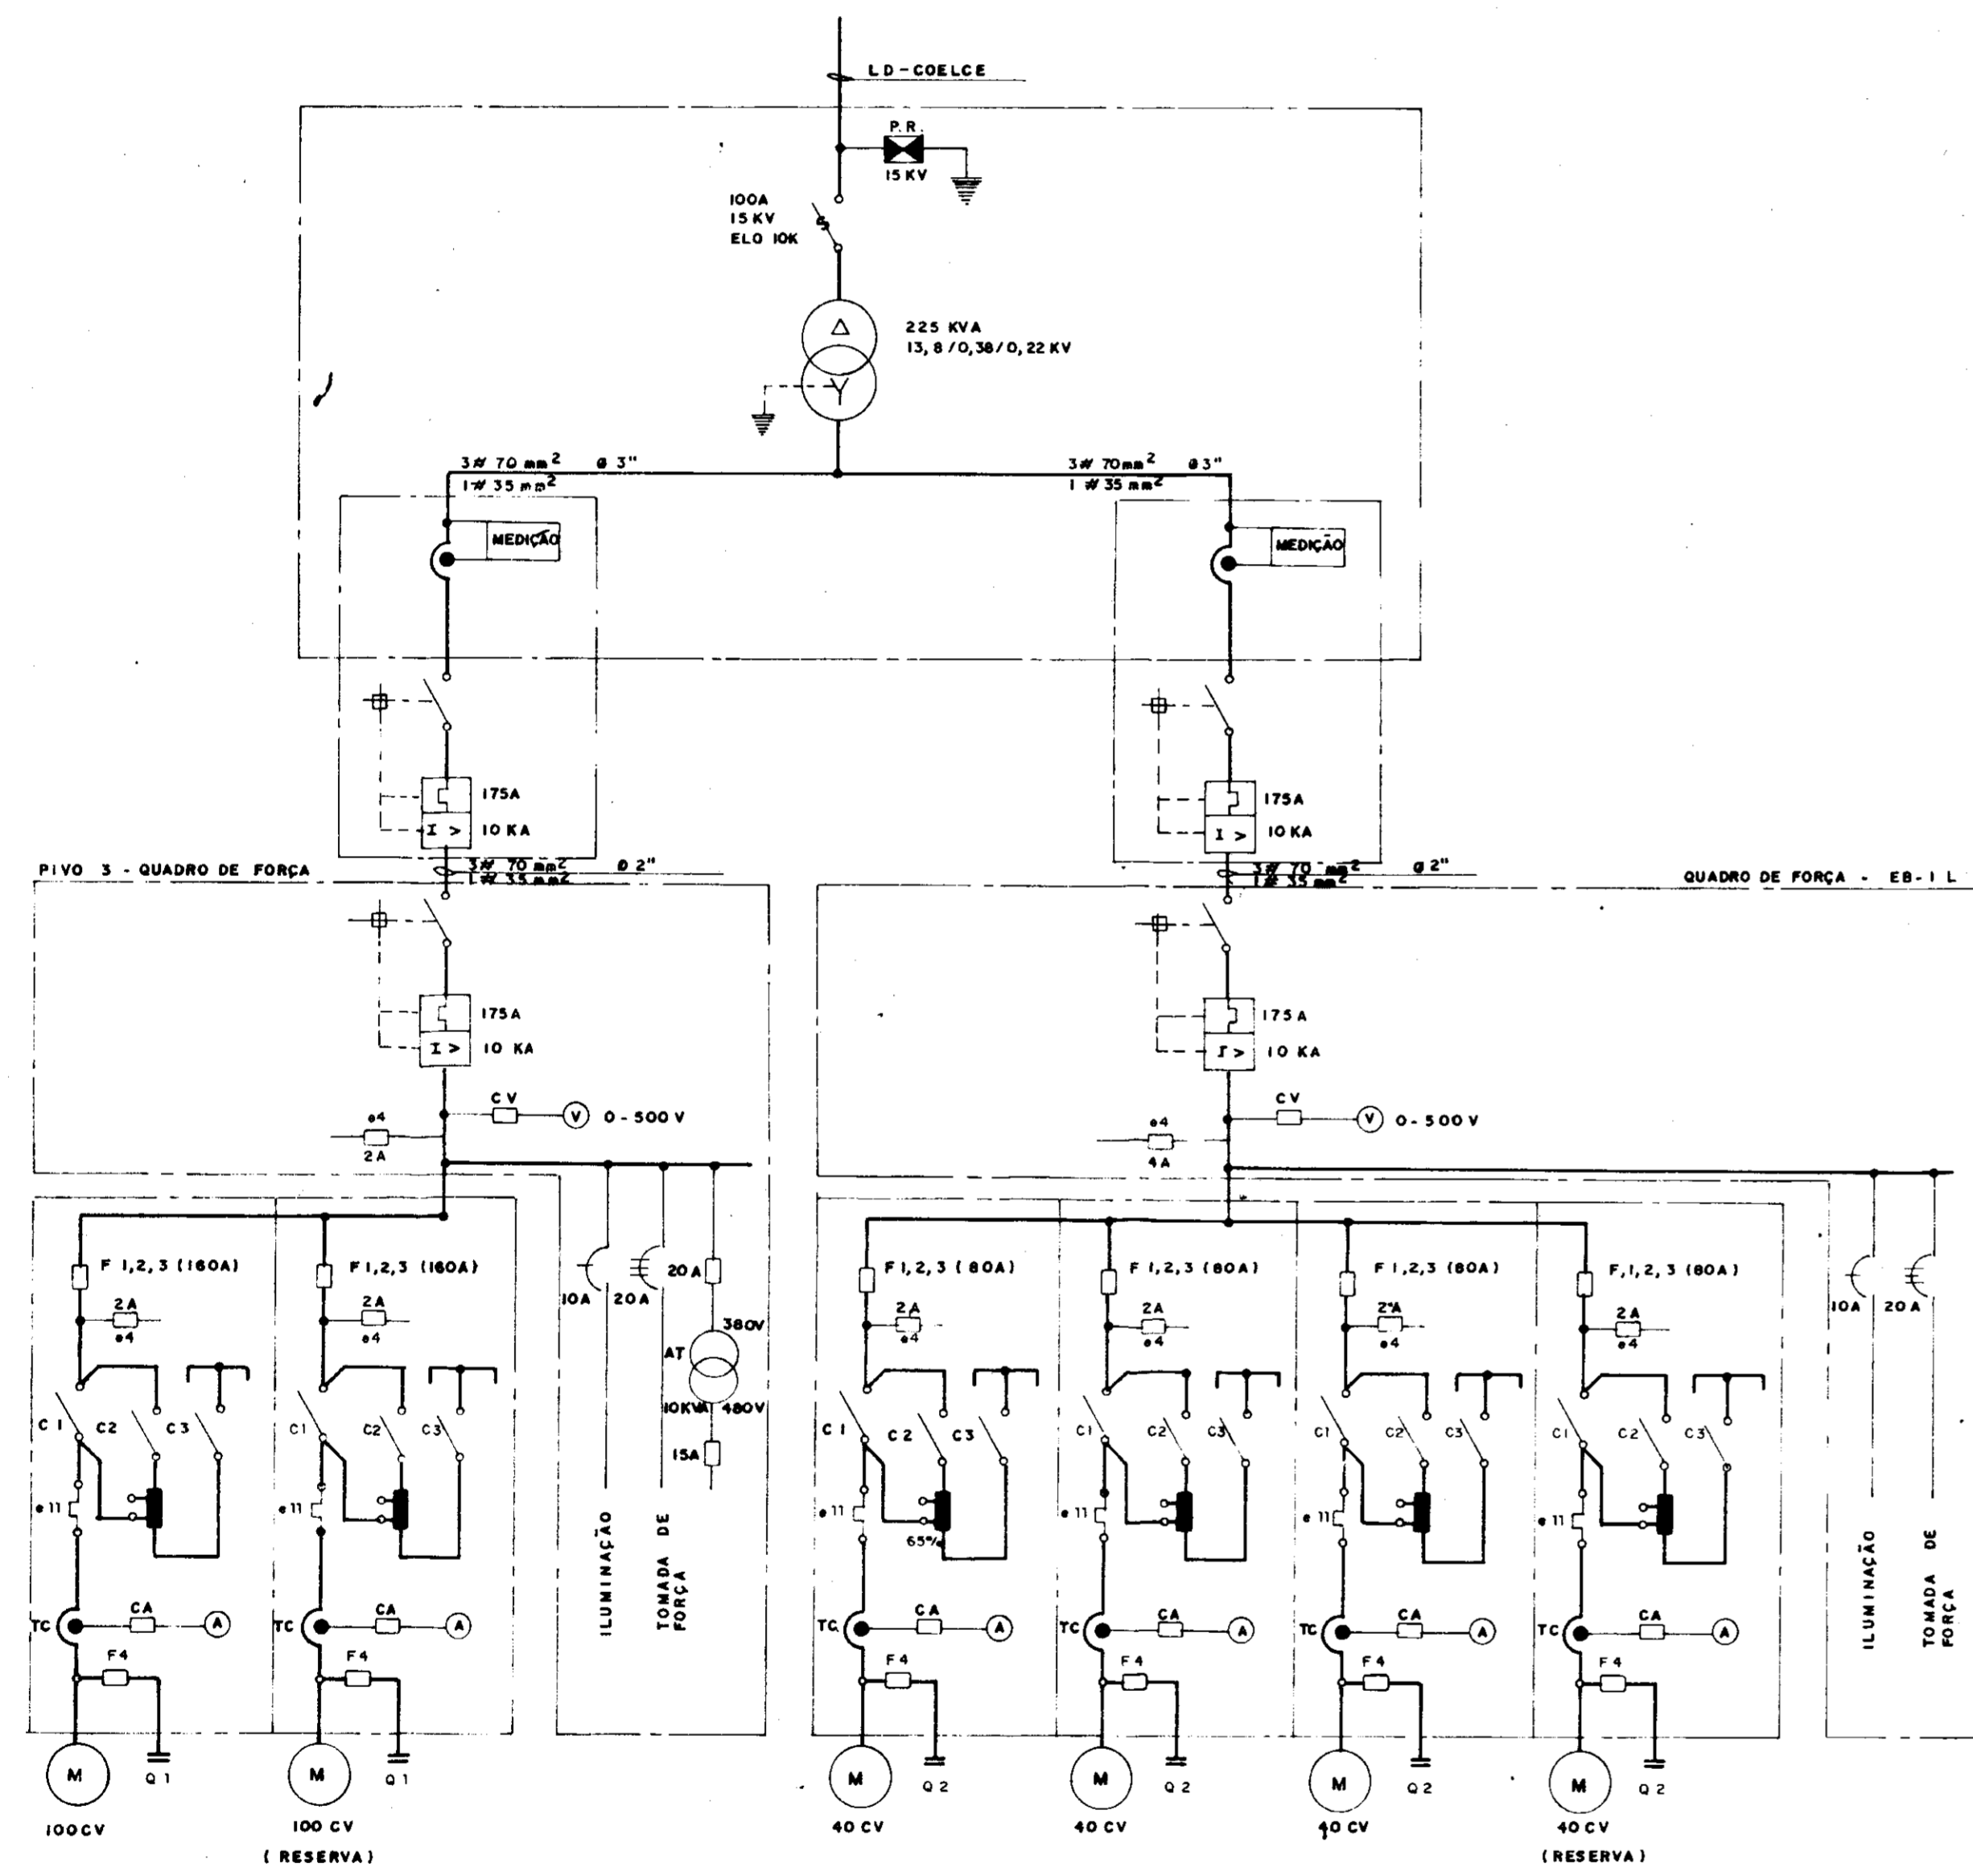 LD-COELCE
P.R.
15 KV
100A
15 KV
ELO 10K
225 KVA
13,8/0,38/0,22 KV
3# 70 mm² Ø 3"
1# 35 mm²
3# 70 mm² Ø 3"
1 # 35 mm²
MEDIÇÃO
MEDIÇÃO
175A
I > 10 KA
175A
I > 10 KA
3# 70 mm² Ø 2"
1# 35 mm²
3# 70 mm² Ø 2"
1# 35 mm²
PIVO 3 - QUADRO DE FORÇA
QUADRO DE FORÇA - EB-1 L
175A
I > 10 KA
175A
I > 10 KA
CV
V 0-500 V
e4
2A
CV
V 0-500 V
e4
4A
F 1,2,3 (160A)
F 1,2,3 (160A)
10A
20A
20A
F 1,2,3 (80A)
F 1,2,3 (80A)
F 1,2,3 (80A)
F,1,2,3 (80A)
10A
20A
2A
e4
2A
e4
380V
AT
10KVA 480V
15A
2A
e4
2A
e4
2A
e4
2A
e4
C1 C2 C3
C1 C2 C3
C1 C2 C3
C1 C2 C3
C1 C2 C3
C1 C2 C3
e 11
e 11
e 11
65%
e 11
e 11
e 11
ILUMINAÇÃO
TOMADA DE
FORÇA
ILUMINAÇÃO
TOMADA DE
FORÇA
TC CA A
TC CA A
TC CA A
TC CA A
TC CA A
TC CA A
F4
F4
F4
F4
F4
F4
M Q1
M Q1
M Q2
M Q2
M Q2
M Q2
100CV
100 CV
(RESERVA)
40 CV
40 CV
40 CV
40 CV
(RESERVA)